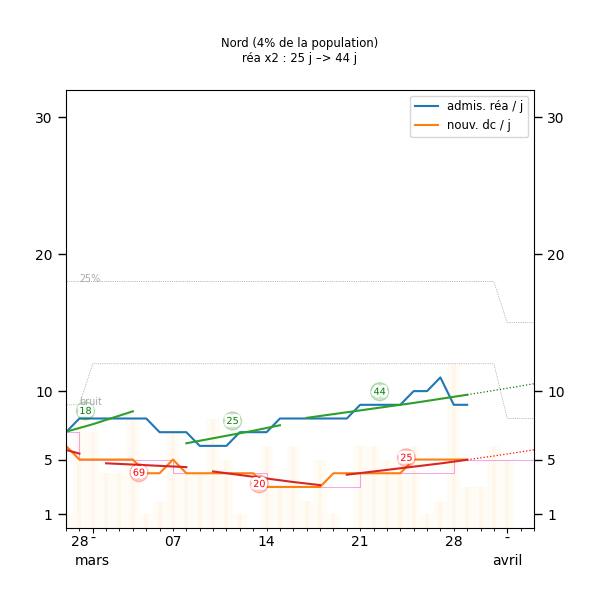 Nord (4% de la population)
réa x2 : 25 j –> 44 j
admis. réa / j
nouv. dc / j
30
30
20
20
25%
10
10
bruit
18
25
44
5
5
69
20
25
1
1
28 - 07 14 21 28 -
mars avril